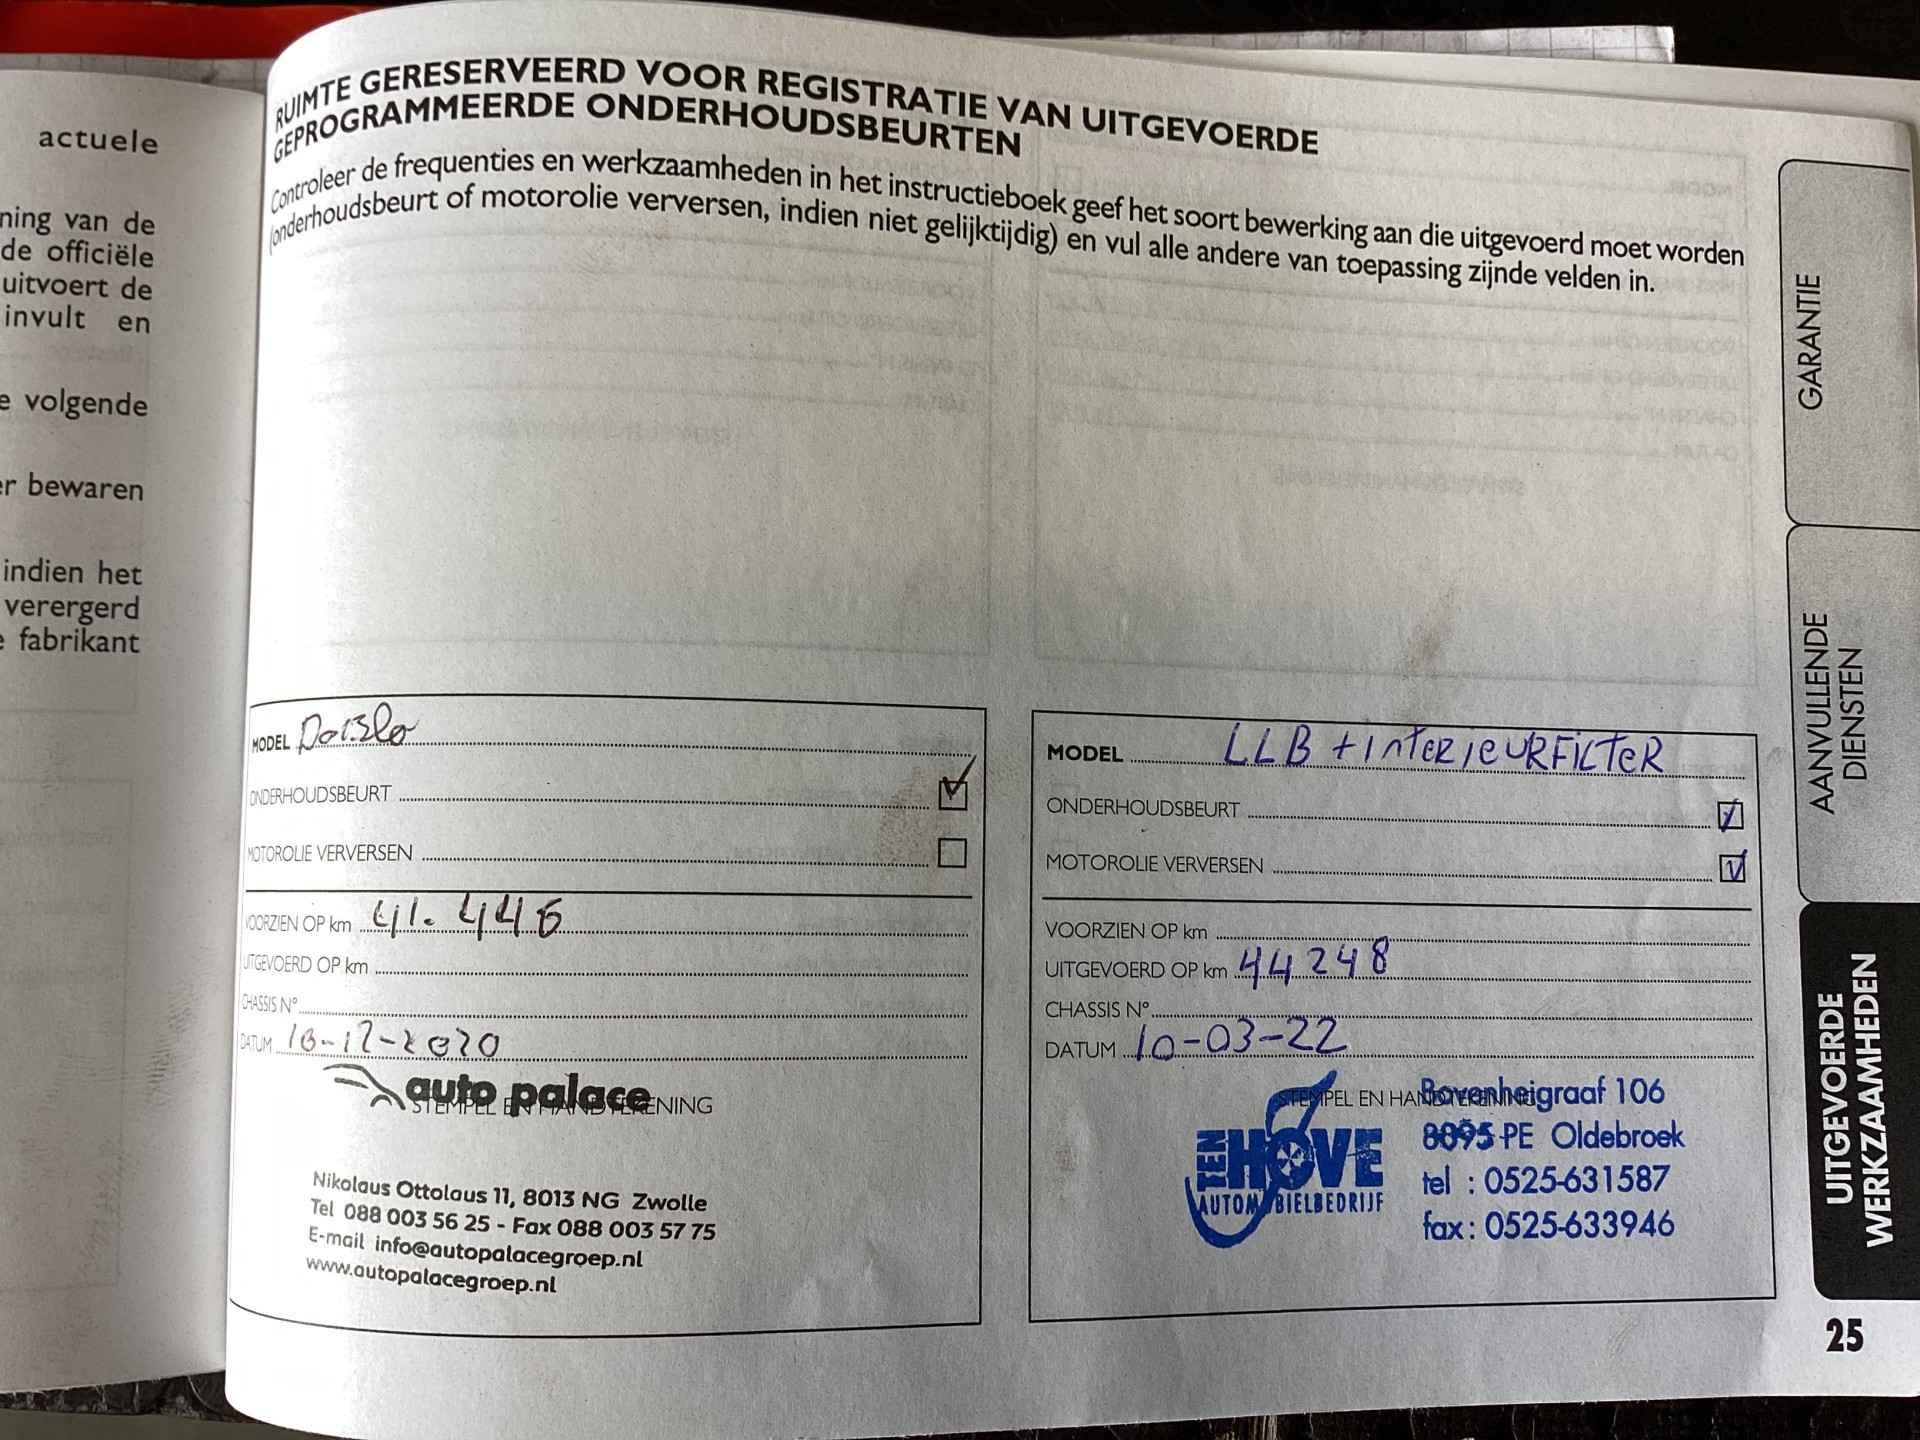 actuele
ning van de
de officiële
uitvoert de
invult en
e volgende
er bewaren
indien het
verergerd
e fabrikant
RUIMTE GERESERVEERD VOOR REGISTRATIE VAN UITGEVOERDE
GEPROGRAMMEERDE ONDERHOUDSBEURTEN
Controleer de frequenties en werkzaamheden in het instructieboek geef het soort bewerking aan die uitgevoerd moet worden
(onderhoudsbeurt of motorolie verversen, indien niet gelijktijdig) en vul alle andere van toepassing zijnde velden in.
MODEL
ONDERHOUDSBEURT
MOTOROLIE VERVERSEN
VOORZIEN OP km 41.446
UITGEVOERD OP km
CHASSIS N°
DATUM 10-12-2020
auto palace
STEMPEL EN HANDTEKENING
Nikolaus Ottolaus 11, 8013 NG Zwolle
Tel 088 003 56 25 - Fax 088 003 57 75
E-mail info@autopalacegroep.nl
www.autopalacegroep.nl
MODEL LLB + INTERIEURFILTER
ONDERHOUDSBEURT
MOTOROLIE VERVERSEN
VOORZIEN OP km
UITGEVOERD OP km 44248
CHASSIS N°
DATUM 10-03-22
STEMPEL EN HANDTEKENING
TEN HOVE
AUTOMOBIELBEDRIJF
Bovenheigraaf 106
8095 PE Oldebroek
tel : 0525-631587
fax : 0525-633946
GARANTIE
AANVULLENDE
DIENSTEN
UITGEVOERDE
WERKZAAMHEDEN
25